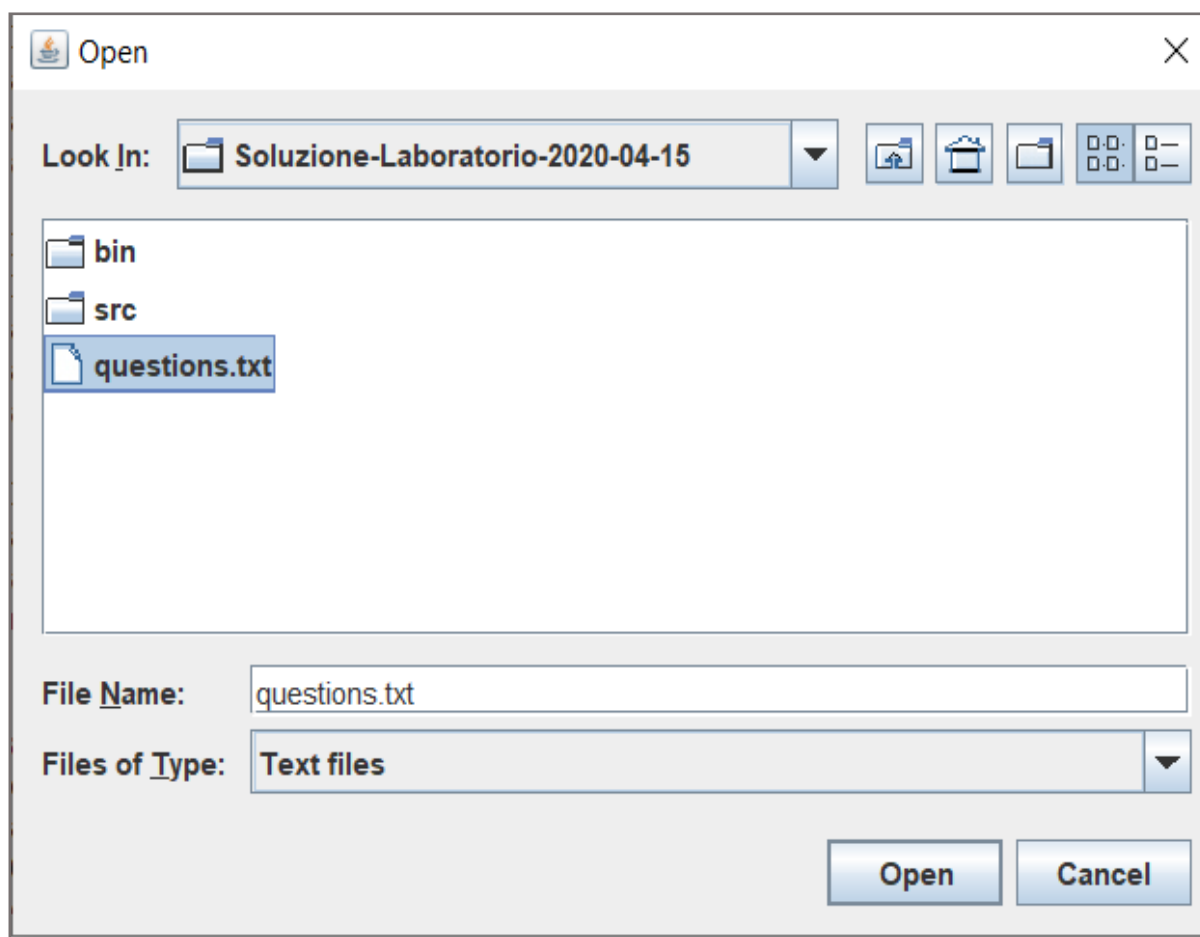 Open
Look In: Soluzione-Laboratorio-2020-04-15
bin
src
questions.txt
File Name: questions.txt
Files of Type: Text files
Open Cancel